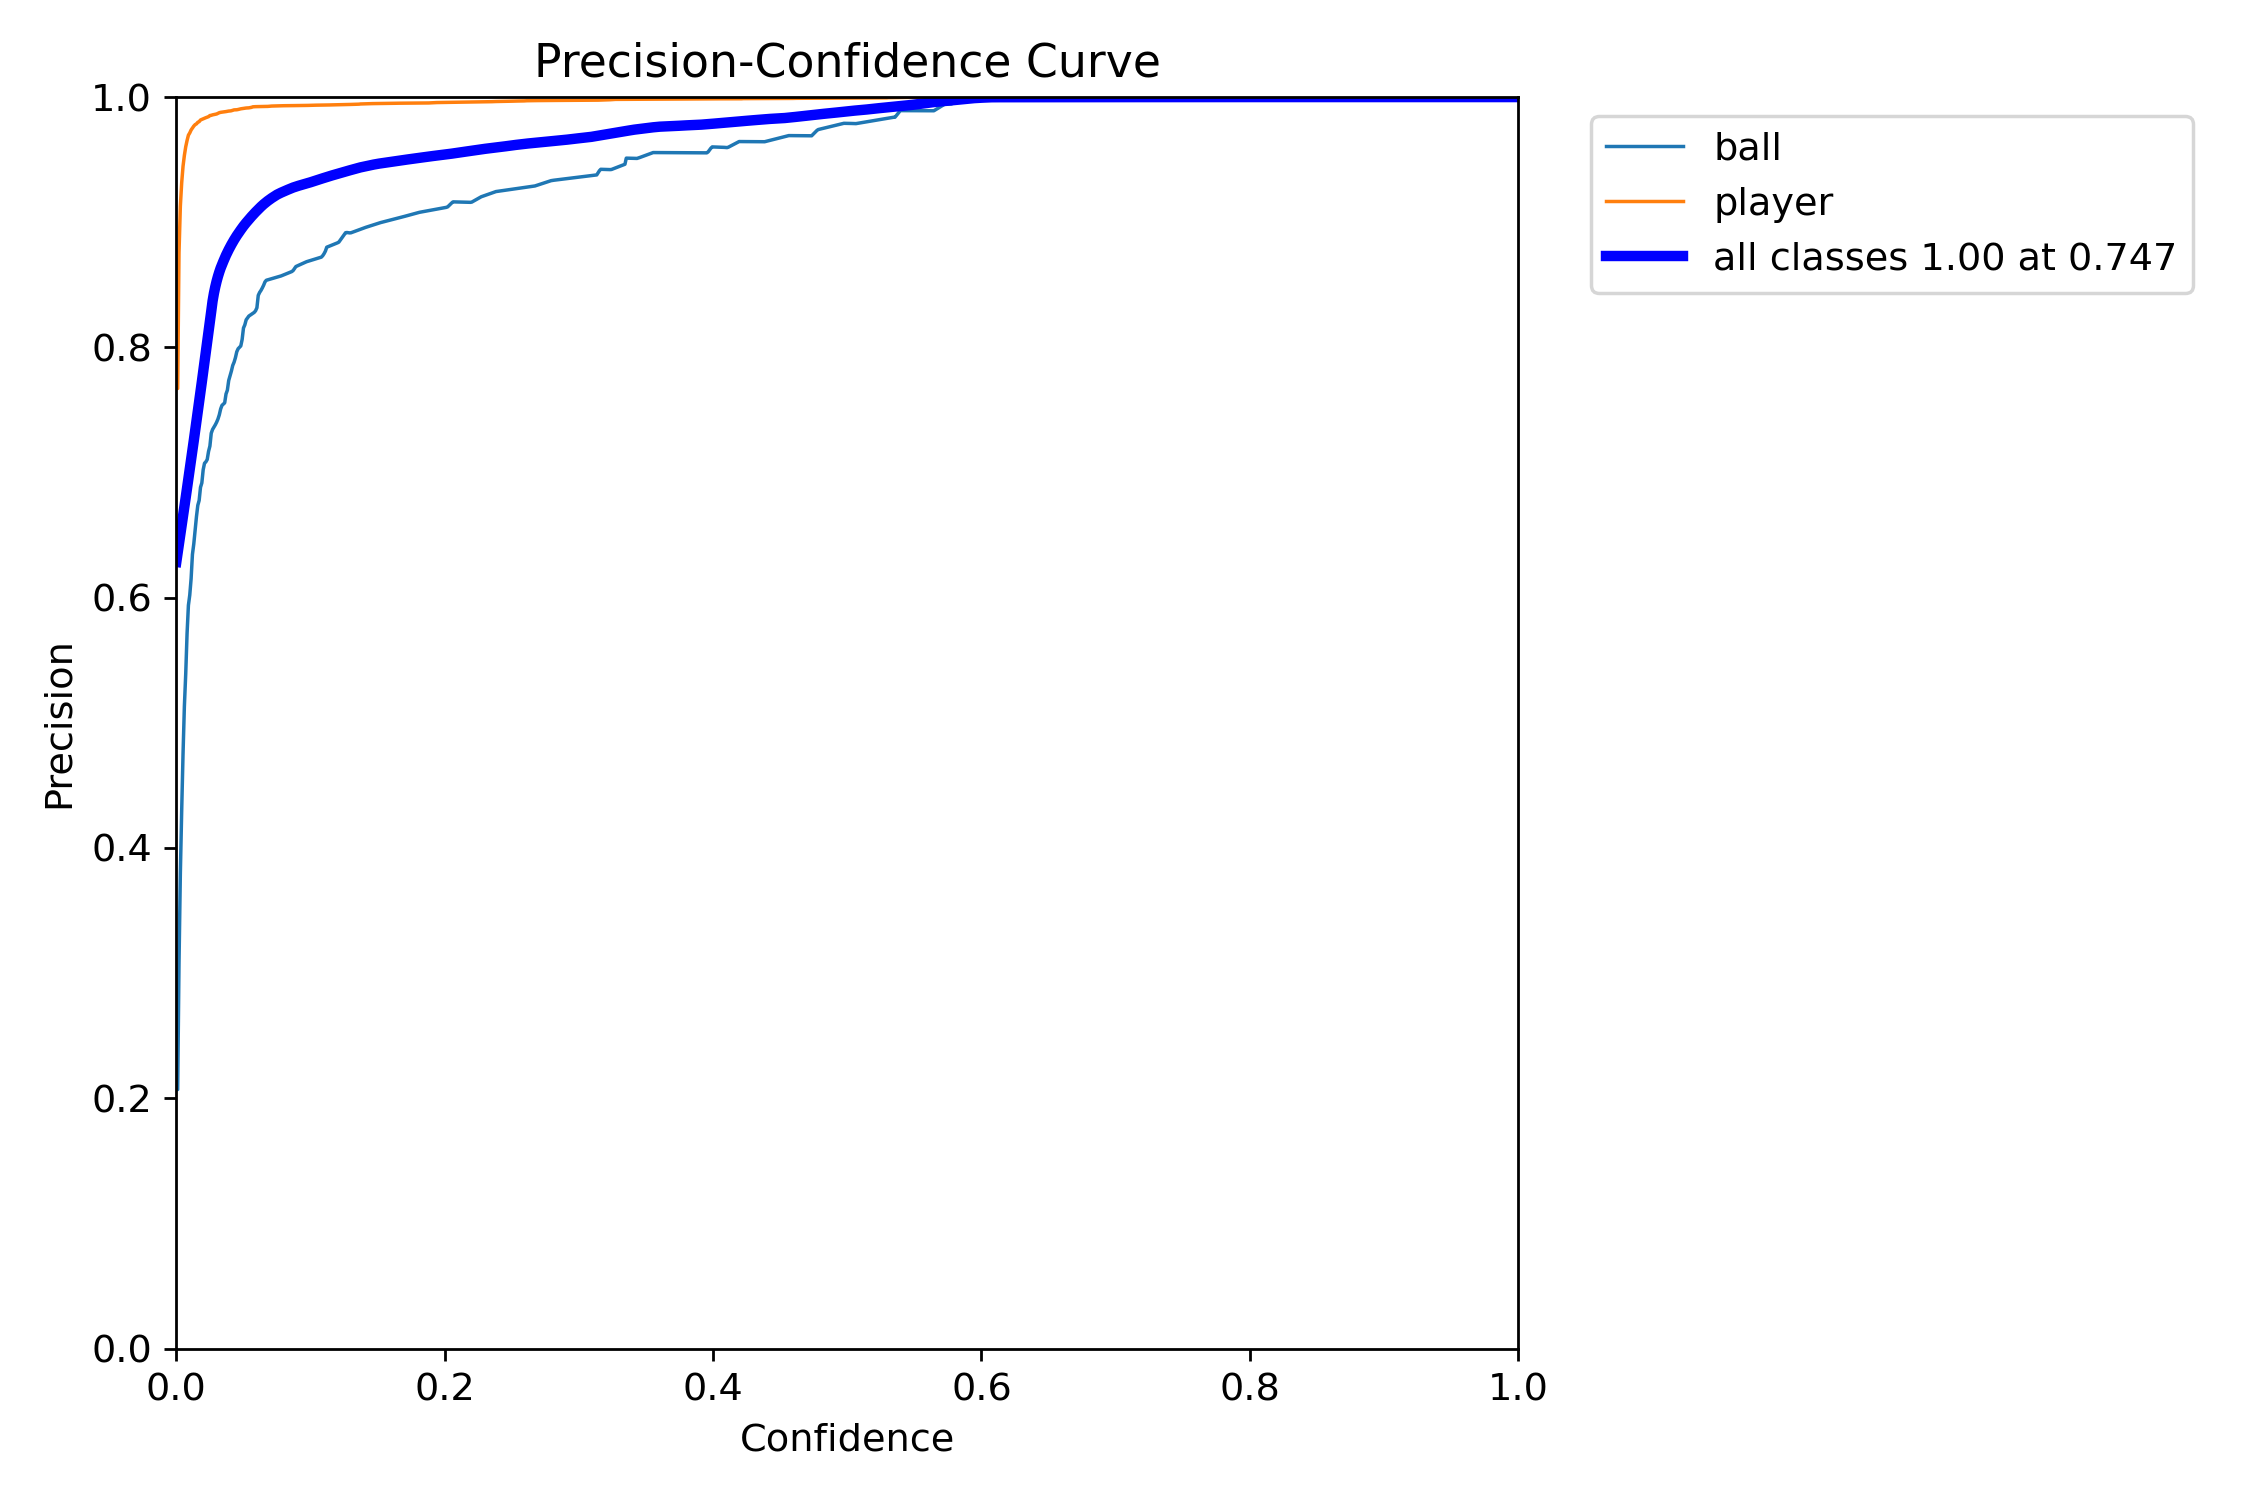 Precision-Confidence Curve
1.0
0.8
0.6
0.4
0.2
0.0
Precision
0.0 0.2 0.4 0.6 0.8 1.0
Confidence
ball
player
all classes 1.00 at 0.747